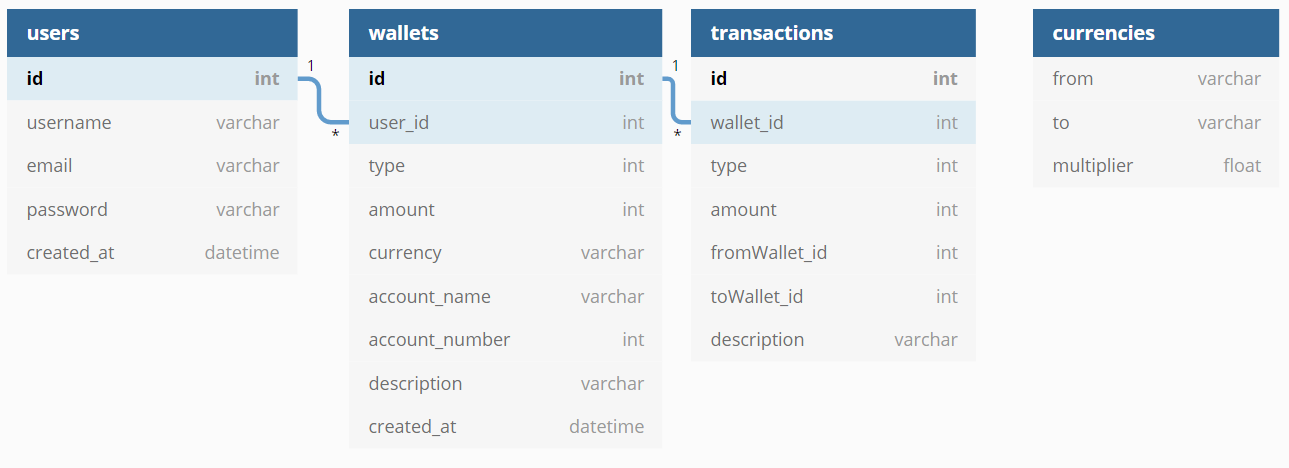 users
id int
username varchar
email varchar
password varchar
created_at datetime
1
*
wallets
id int
user_id int
type int
amount int
currency varchar
account_name varchar
account_number int
description varchar
created_at datetime
1
*
transactions
id int
wallet_id int
type int
amount int
fromWallet_id int
toWallet_id int
description varchar
currencies
from varchar
to varchar
multiplier float